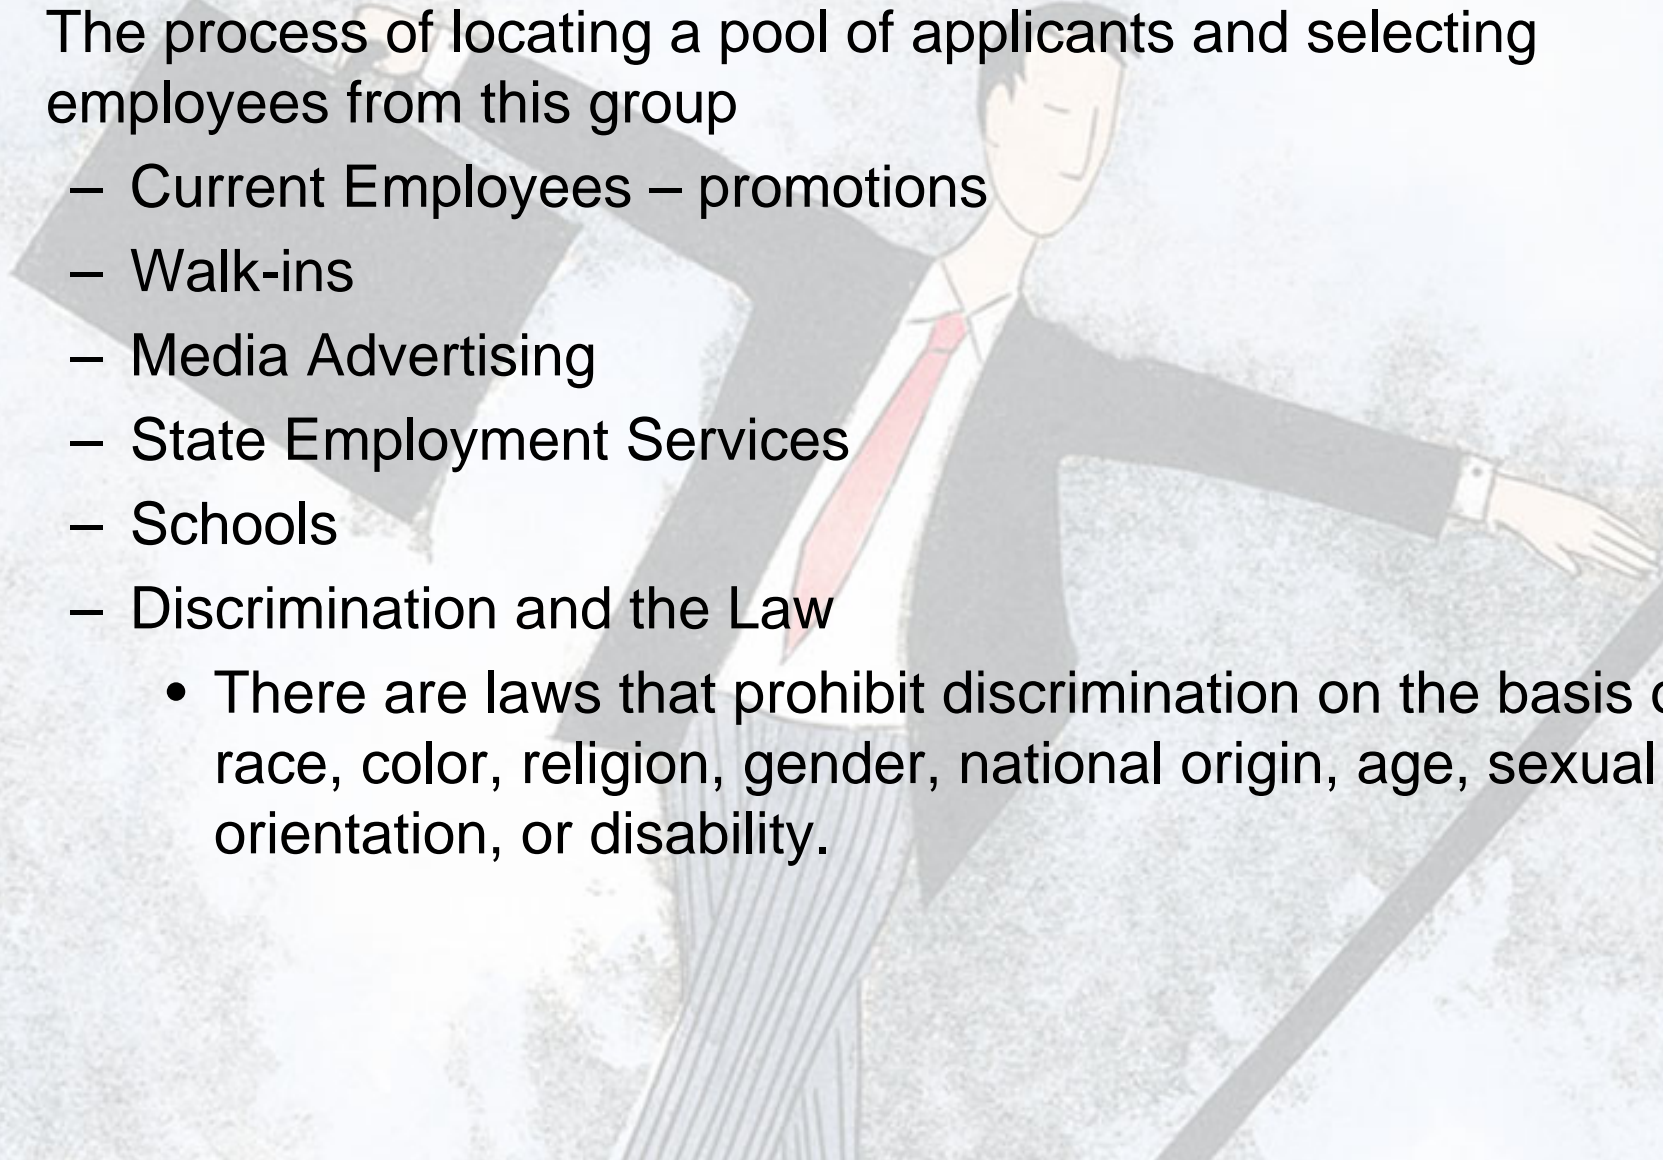 The process of locating a pool of applicants and selecting
employees from this group
– Current Employees – promotions
– Walk-ins
– Media Advertising
– State Employment Services
– Schools
– Discrimination and the Law
• There are laws that prohibit discrimination on the basis
race, color, religion, gender, national origin, age, sexual
orientation, or disability.